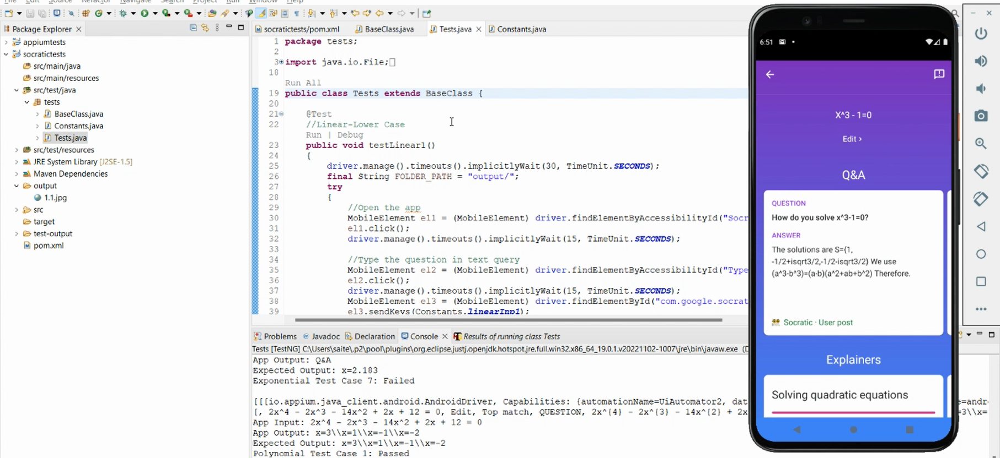 File Edit Source Refactor Navigate Search Project Run Window Help
Package Explorer
appiumtests
socratictests
src/main/java
src/main/resources
src/test/java
tests
BaseClass.java
Constants.java
Tests.java
src/test/resources
JRE System Library [J2SE-1.5]
Maven Dependencies
output
1.1.jpg
src
target
test-output
pom.xml
socratictests/pom.xml BaseClass.java Tests.java Constants.java
1 package tests;
2
3 import java.io.File;
18
Run All
19 public class Tests extends BaseClass {
20
21 @Test
22 //Linear-Lower Case
Run | Debug
23 public void testLinear1()
24 {
25 driver.manage().timeouts().implicitlyWait(30, TimeUnit.SECONDS);
26 final String FOLDER_PATH = "output/";
27 try
28 {
29 //Open the app
30 MobileElement el1 = (MobileElement) driver.findElementByAccessibilityId("Socr
31 el1.click();
32 driver.manage().timeouts().implicitlyWait(15, TimeUnit.SECONDS);
33
34 //Type the question in text query
35 MobileElement el2 = (MobileElement) driver.findElementByAccessibilityId("Type
36 el2.click();
37 driver.manage().timeouts().implicitlyWait(15, TimeUnit.SECONDS);
38 MobileElement el3 = (MobileElement) driver.findElementById("com.google.socrat
39 el3.sendKeys(Constants.linearInp1);
Problems Javadoc Declaration Console Results of running class Tests
Tests [TestNG] C:\Users\saite\.p2\pool\plugins\org.eclipse.justj.openjdk.hotspot.jre.full.win32.x86_64_19.0.1.v20221102-1007\jre\bin\javaw.exe
App Output: Q&A
Expected Output: x=2.183
Exponential Test Case 7: Failed
[[[io.appium.java_client.android.AndroidDriver, Capabilities: {automationName=UiAutomator2, dat
[, 2x^4 - 2x^3 - 14x^2 + 2x + 12 = 0, Edit, Top match, QUESTION, 2x^{4} - 2x^{3} - 14x^{2} + 2x
App Input: 2x^4 - 2x^3 - 14x^2 + 2x + 12 = 0
App Output: x=3\\x=1\\x=-1\\x=-2
Expected Output: x=3\\x=1\\x=-1\\x=-2
Polynomial Test Case 1: Passed
6:51
X^3 - 1=0
Edit ›
Q&A
QUESTION
How do you solve x^3-1=0?
ANSWER
The solutions are S={1,
-1/2+isqrt3/2,-1/2-isqrt3/2} We use
(a^3-b^3)=(a-b)(a^2+ab+b^2) Therefore.
Socratic · User post
Explainers
Solving quadratic equations